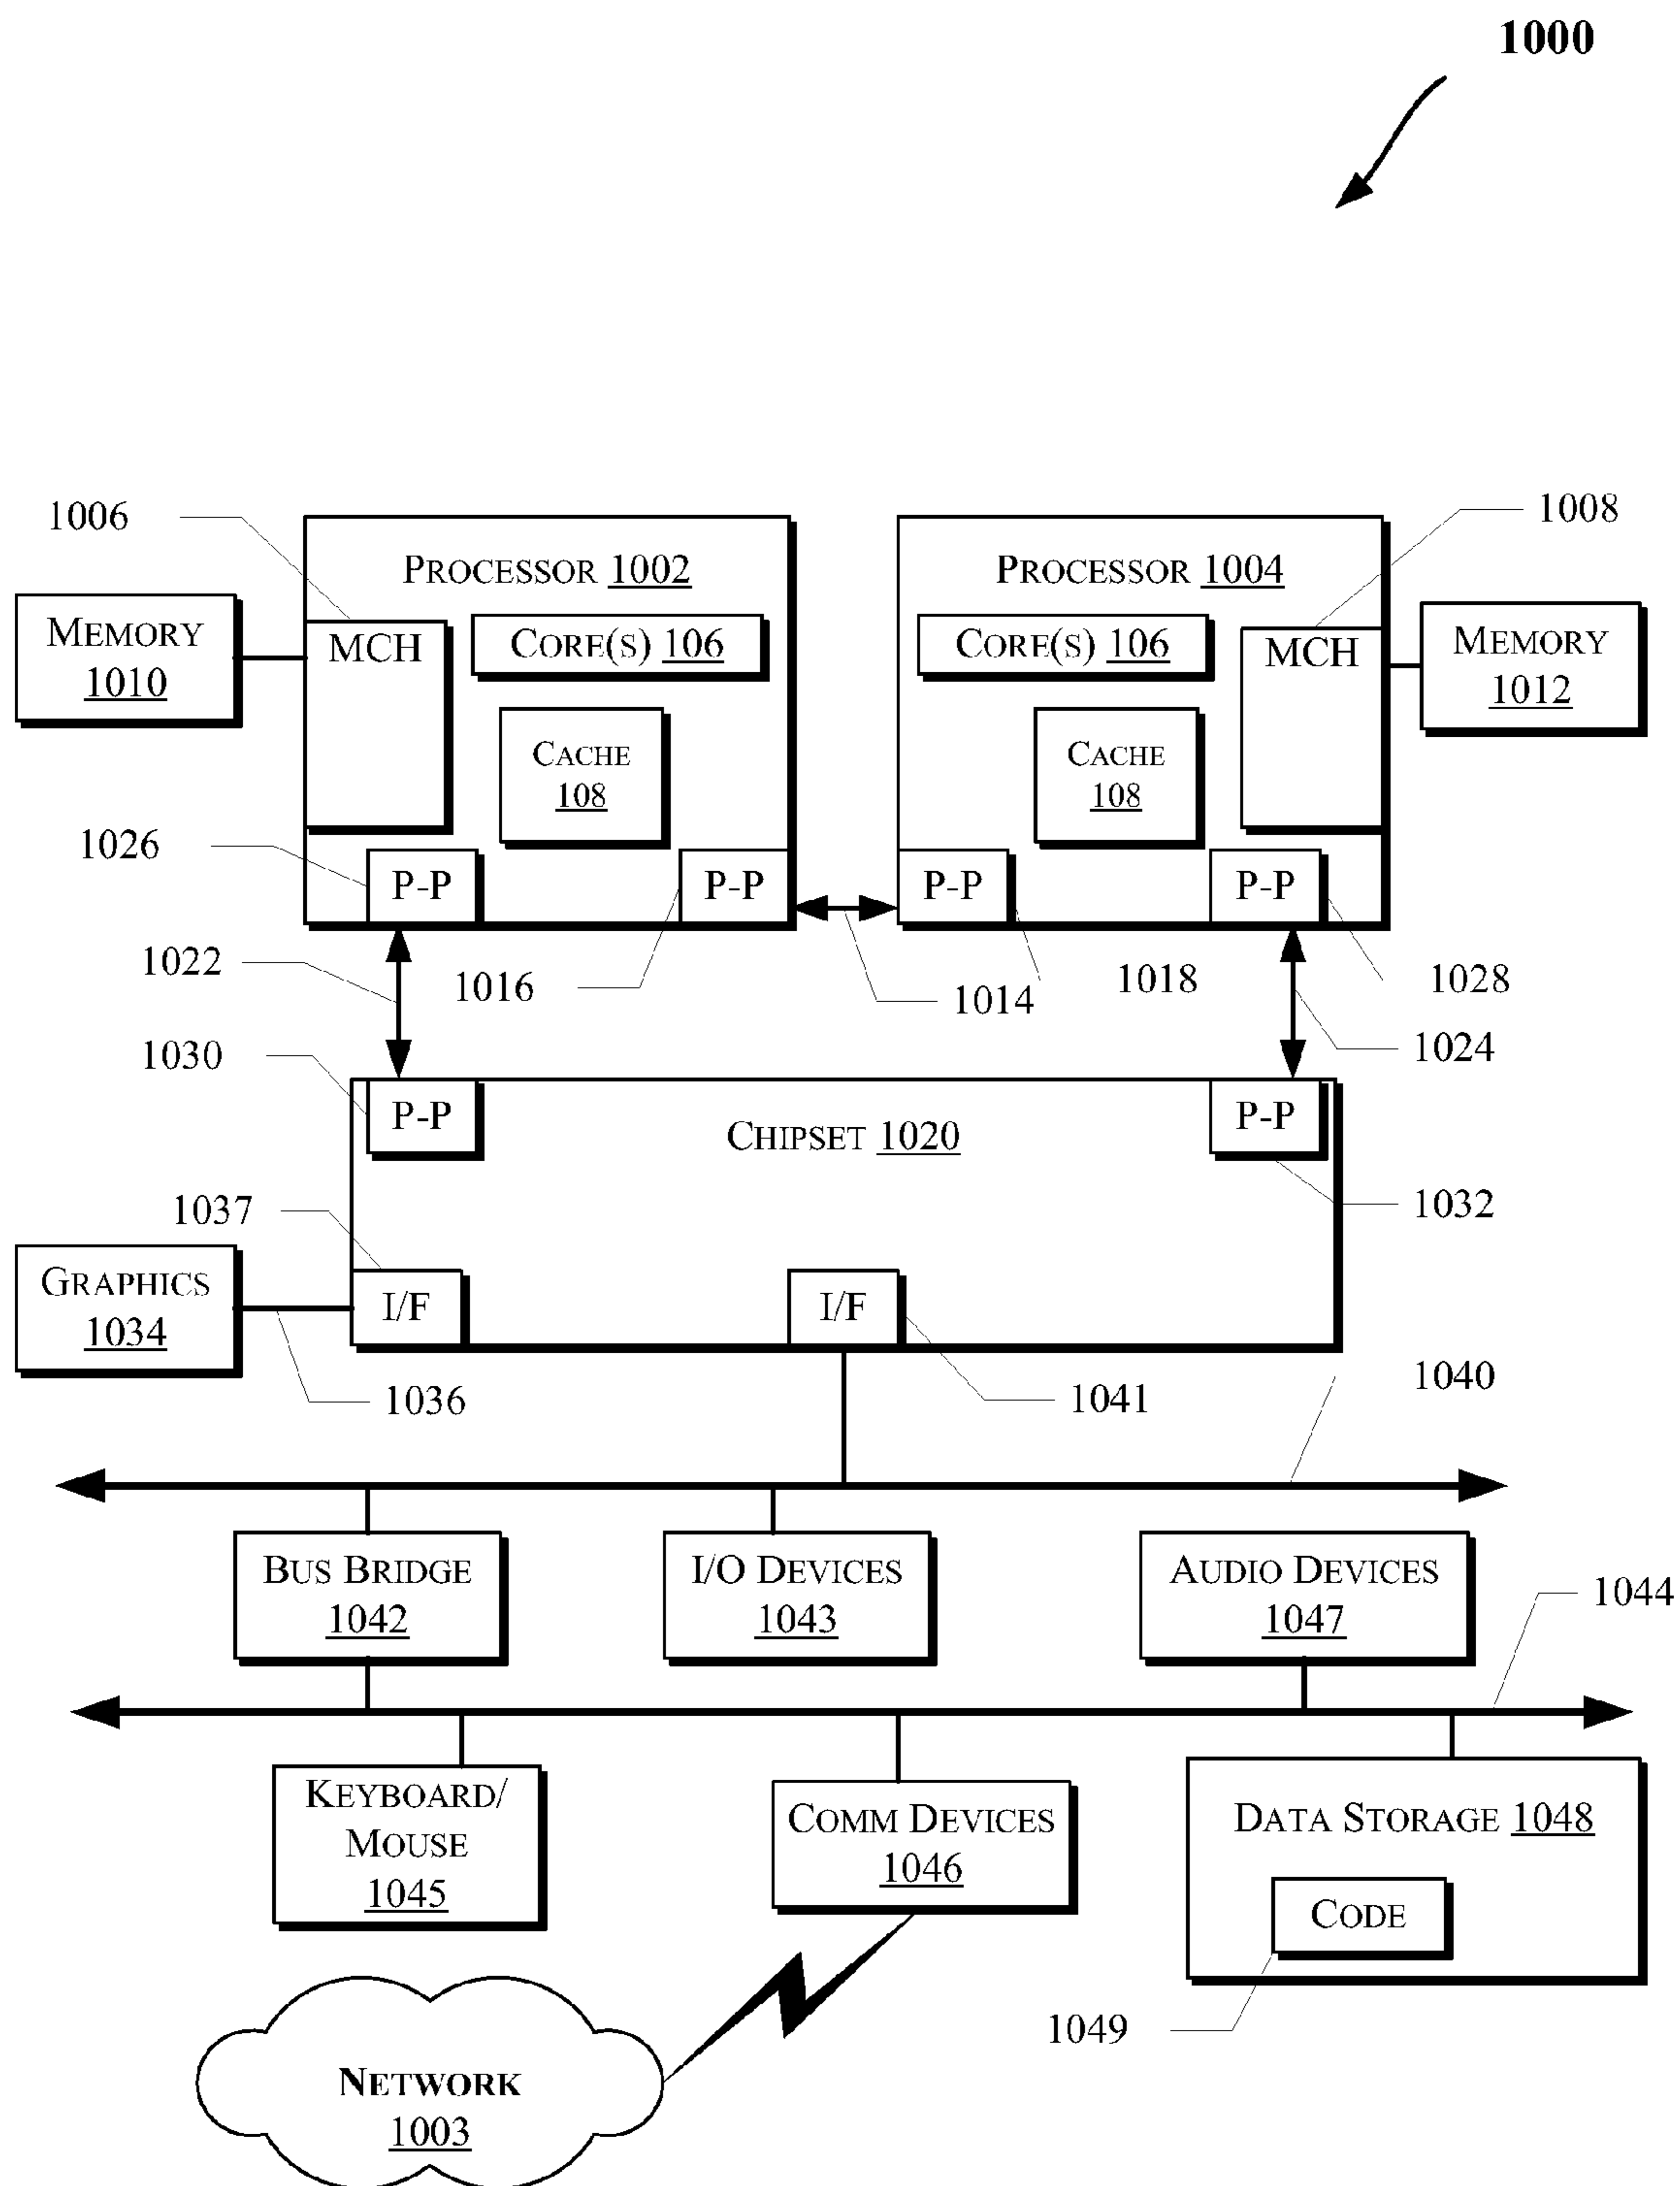 1000
1006
1008
PROCESSOR 1002
PROCESSOR 1004
MEMORY
1010
MCH
CORE(S) 106
CORE(S) 106
MCH
MEMORY
1012
CACHE
108
CACHE
108
1026
P-P
P-P
P-P
P-P
1022
1016
1014
1018
1028
1030
1024
P-P
CHIPSET 1020
P-P
1037
1032
GRAPHICS
1034
I/F
I/F
1036
1041
1040
BUS BRIDGE
1042
I/O DEVICES
1043
AUDIO DEVICES
1047
1044
KEYBOARD/
MOUSE
1045
COMM DEVICES
1046
DATA STORAGE 1048
CODE
1049
NETWORK
1003